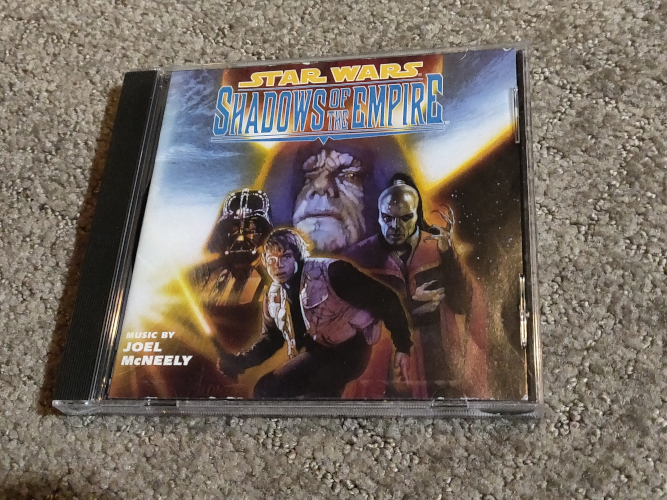 STAR WARS
SHADOWS OF THE EMPIRE
MUSIC BY
JOEL
McNEELY